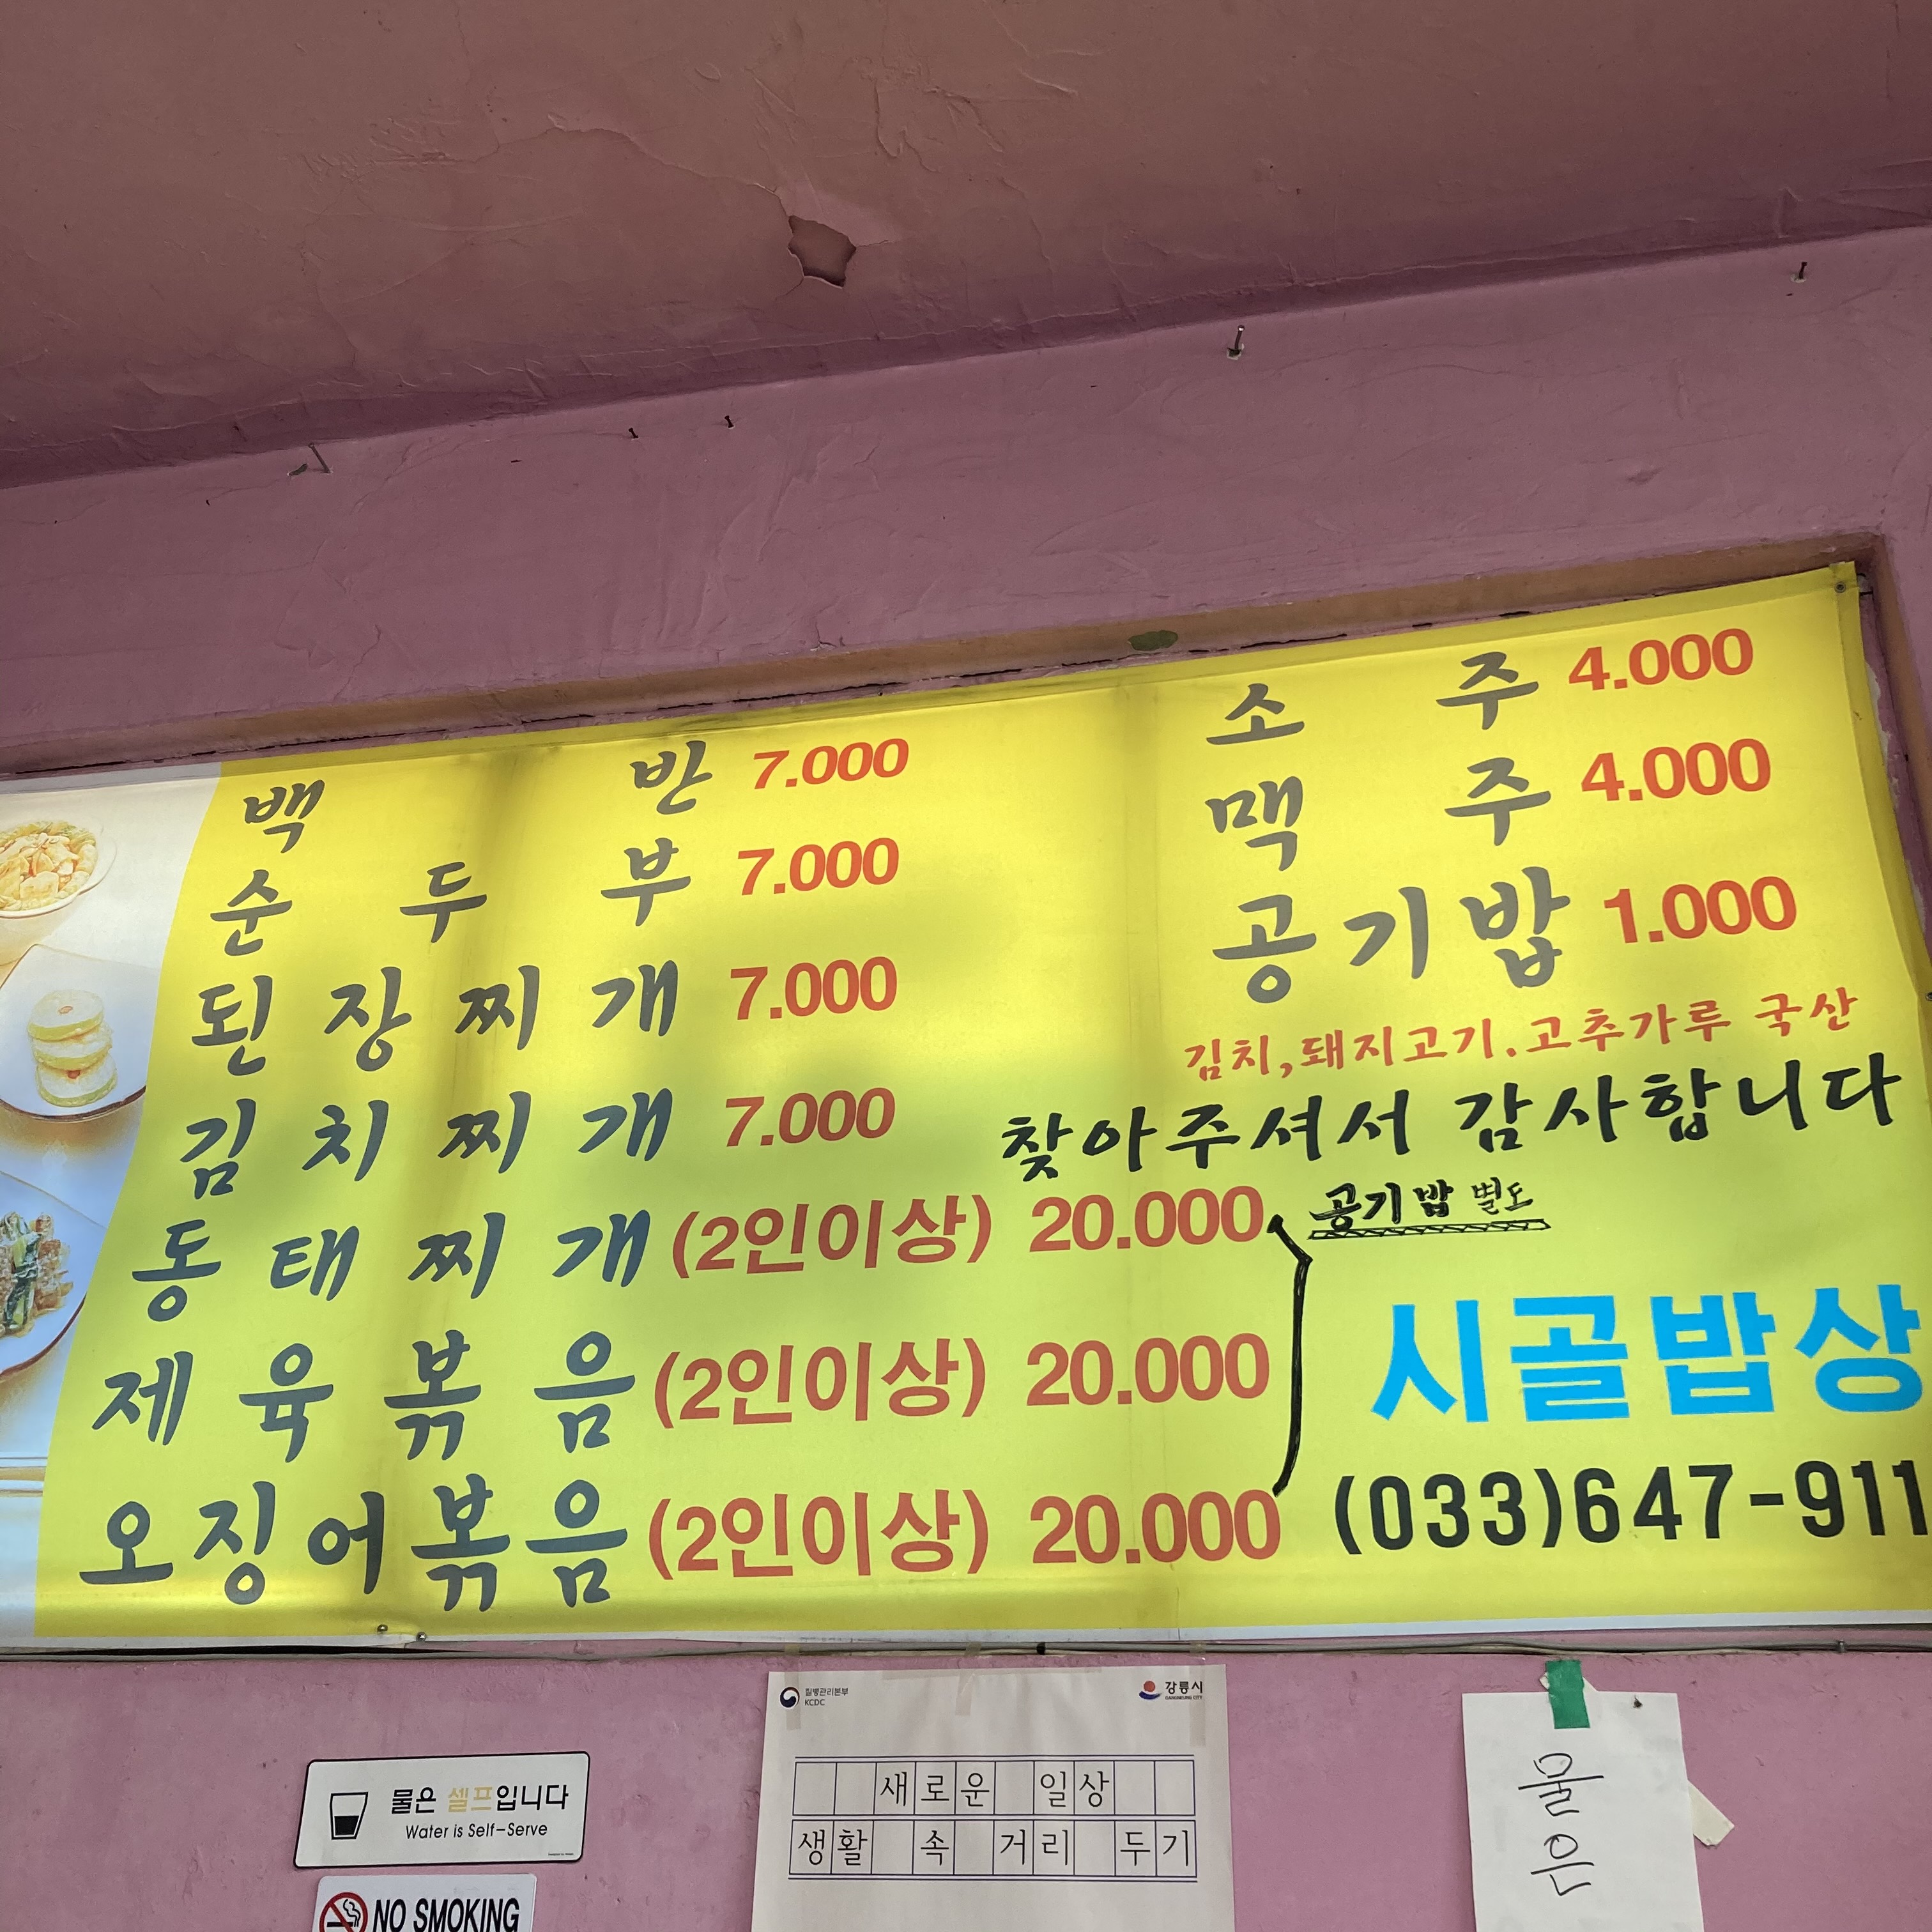 백 반 7.000
순 두 부 7.000
된 장 찌 개 7.000
김 치 찌 개 7.000
동 태 찌 개 (2인이상) 20.000
제 육 볶 음 (2인이상) 20.000
오징어볶음 (2인이상) 20.000
소 주 4.000
맥 주 4.000
공기밥 1.000
김치,돼지고기.고추가루 국산
찾아주셔서 감사합니다
공기밥 별도
시골밥상
(033)647-911
물은 셀프입니다
Water is Self-Serve
NO SMOKING
질병관리본부
KCDC
강릉시
GANGNEUNG CITY
새로운 일상
생활 속 거리 두기
물
은